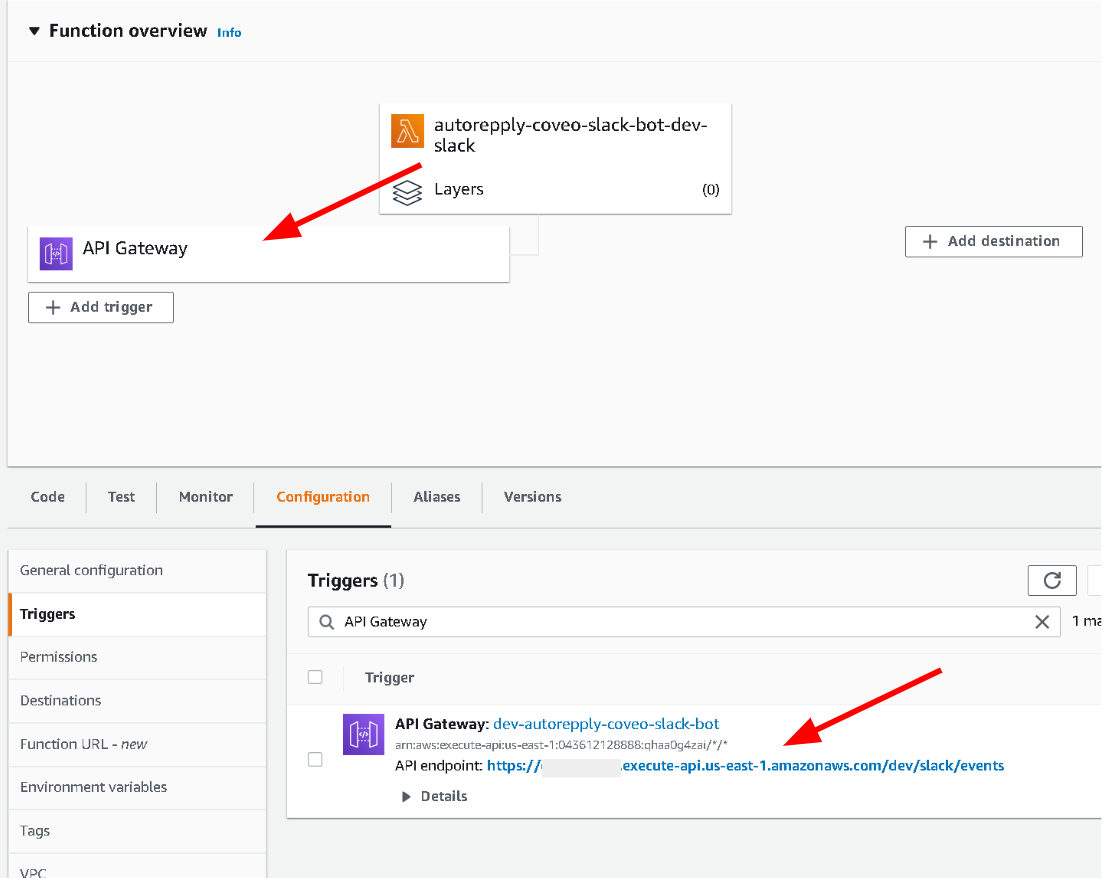 ▼ Function overview Info
autorepply-coveo-slack-bot-dev-
slack
Layers (0)
API Gateway
+ Add destination
+ Add trigger
Code Test Monitor Configuration Aliases Versions
General configuration
Triggers
Permissions
Destinations
Function URL - new
Environment variables
Tags
VPC
Triggers (1)
API Gateway
1 ma
Trigger
API Gateway: dev-autorepply-coveo-slack-bot
arn:aws:execute-api:us-east-1:043612128888:qhaa0g4zai/*/*
API endpoint: https:// .execute-api.us-east-1.amazonaws.com/dev/slack/events
▶ Details